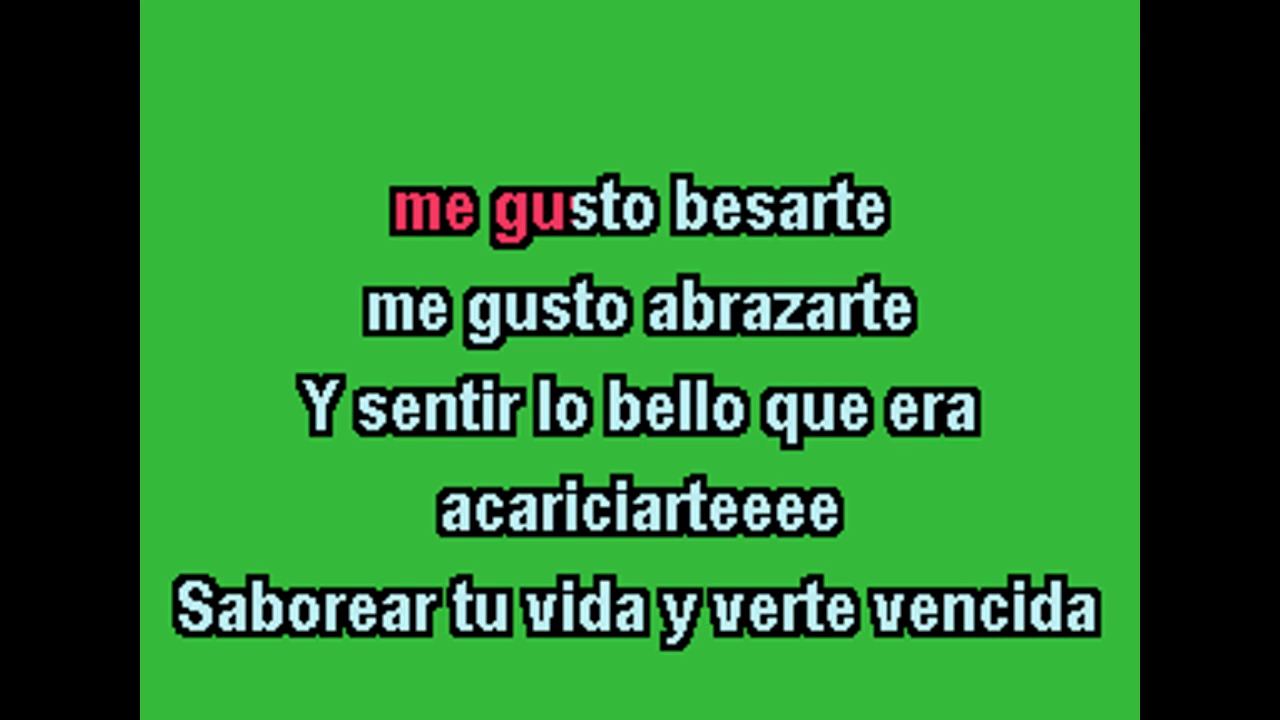 me gusto besarte
me gusto abrazarte
Y sentir lo bello que era
acariciarteeee
Saborear tu vida y verte vencida